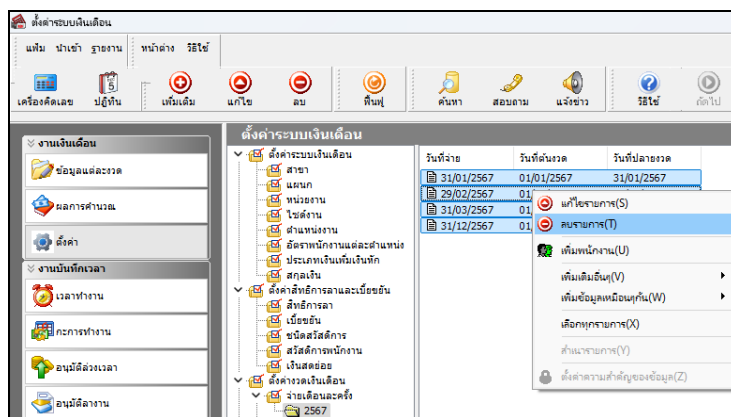 ตั้งค่าระบบเงินเดือน
แฟ้ม นำเข้า รายงาน หน้าต่าง วิธีใช้
เครื่องคิดเลข ปฏิทิน เพิ่มเติม แก้ไข ลบ ฟื้นฟู ค้นหา สอบถาม แจ้งข่าว วิธีใช้ ถัดไป
งานเงินเดือน
ข้อมูลแต่ละงวด
ผลการคำนวณ
ตั้งค่า
งานบันทึกเวลา
เวลาทำงาน
กะการทำงาน
อนุมัติล่วงเวลา
อนุมัติลางาน
ตั้งค่าระบบเงินเดือน
ตั้งค่าระบบเงินเดือน
สาขา
แผนก
หน่วยงาน
ไซด์งาน
ตำแหน่งงาน
อัตราพนักงานแต่ละตำแหน่ง
ประเภทเงินเพิ่มเงินหัก
สกุลเงิน
ตั้งค่าสิทธิการลาและเบี้ยขยัน
สิทธิการลา
เบี้ยขยัน
ชนิดสวัสดิการ
สวัสดิการพนักงาน
เงินสดย่อย
ตั้งค่างวดเงินเดือน
จ่ายเดือนละครั้ง
2567
วันที่จ่าย วันที่ต้นงวด วันที่ปลายงวด
31/01/2567 01/01/2567 31/01/2567
29/02/2567 01/
31/03/2567 01
31/12/2567 01
แก้ไขรายการ(S)
ลบรายการ(T)
เพิ่มพนักงาน(U)
เพิ่มเติมอื่นๆ(V)
เพิ่มข้อมูลเหมือนๆกัน(W)
เลือกทุกรายการ(X)
สำเนารายการ(Y)
ตั้งค่าความสำคัญของข้อมูล(Z)